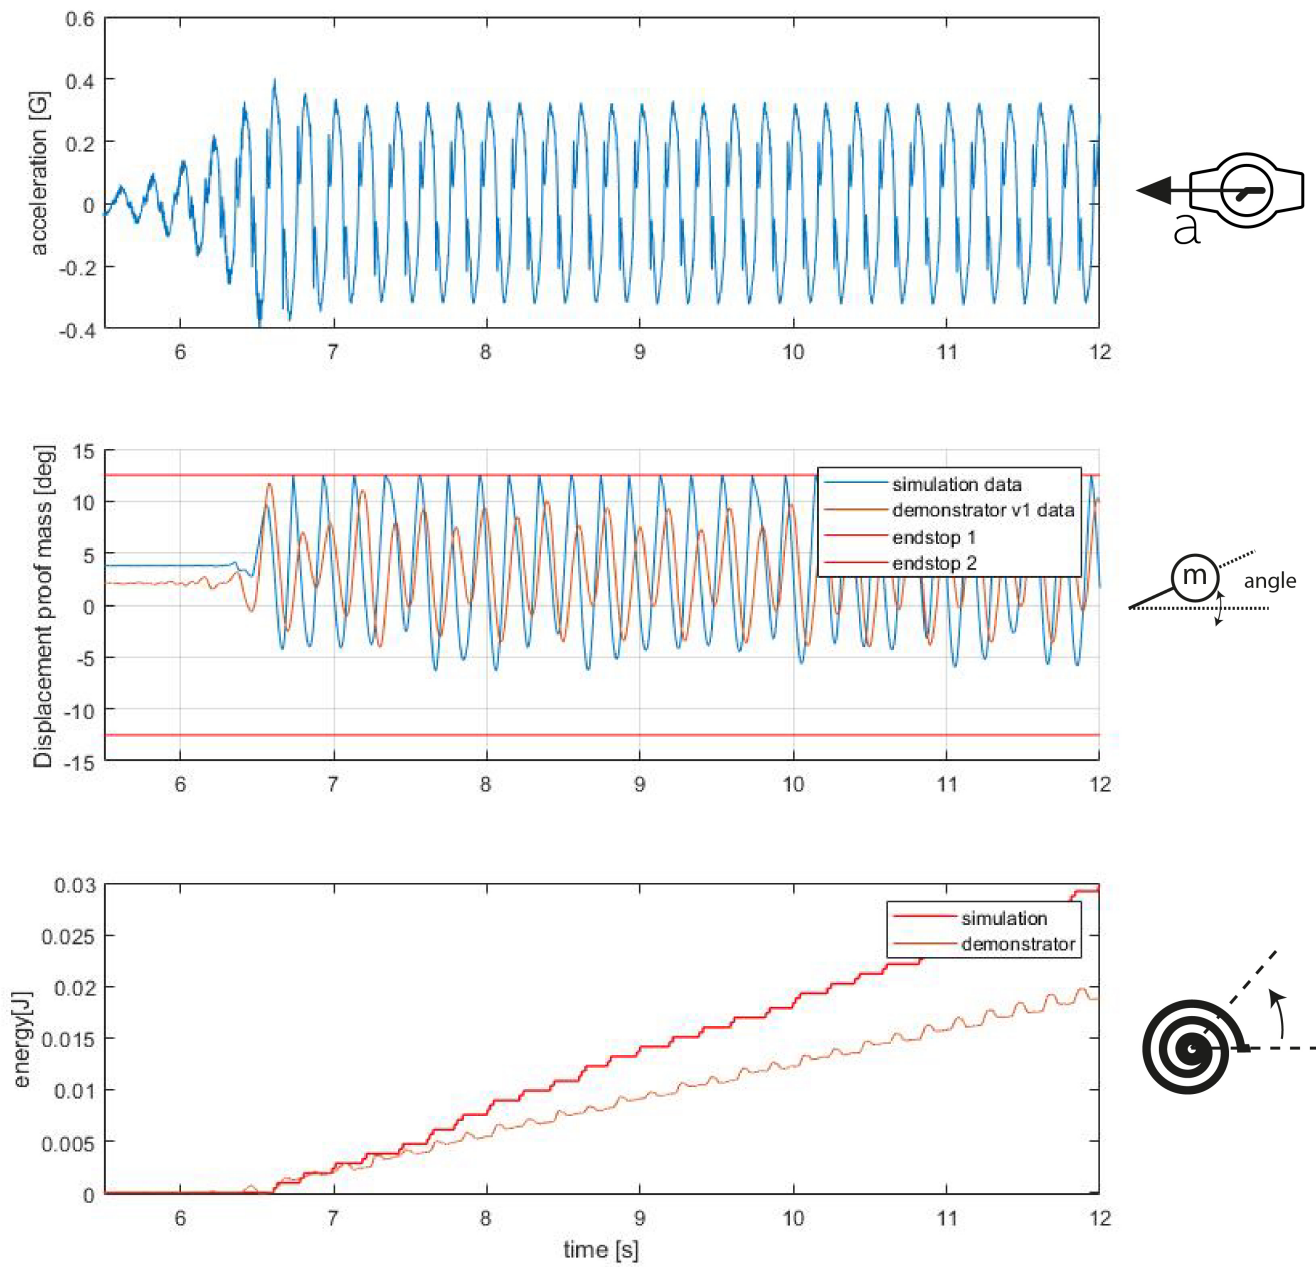 0.6
0.4
0.2
0
-0.2
-0.4
acceleration [G]
6 7 8 9 10 11 12
a
15
10
5
0
-5
-10
-15
Displacement proof mass [deg]
simulation data
demonstrator v1 data
endstop 1
endstop 2
6 7 8 9 10 11 12
m
angle
0.03
0.025
0.02
0.015
0.01
0.005
0
energy[J]
simulation
demonstrator
6 7 8 9 10 11 12
time [s]